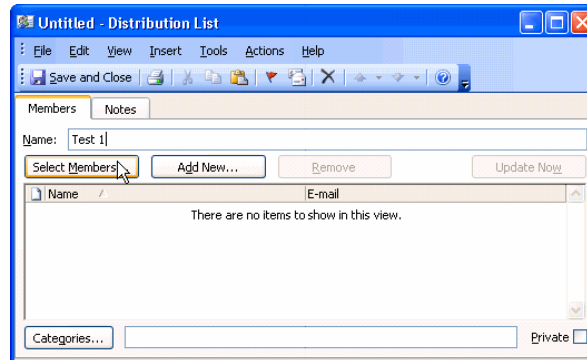 Untitled - Distribution List
File Edit View Insert Tools Actions Help
Save and Close
Members Notes
Name: Test 1
Select Members... Add New... Remove Update Now
Name E-mail
There are no items to show in this view.
Categories... Private